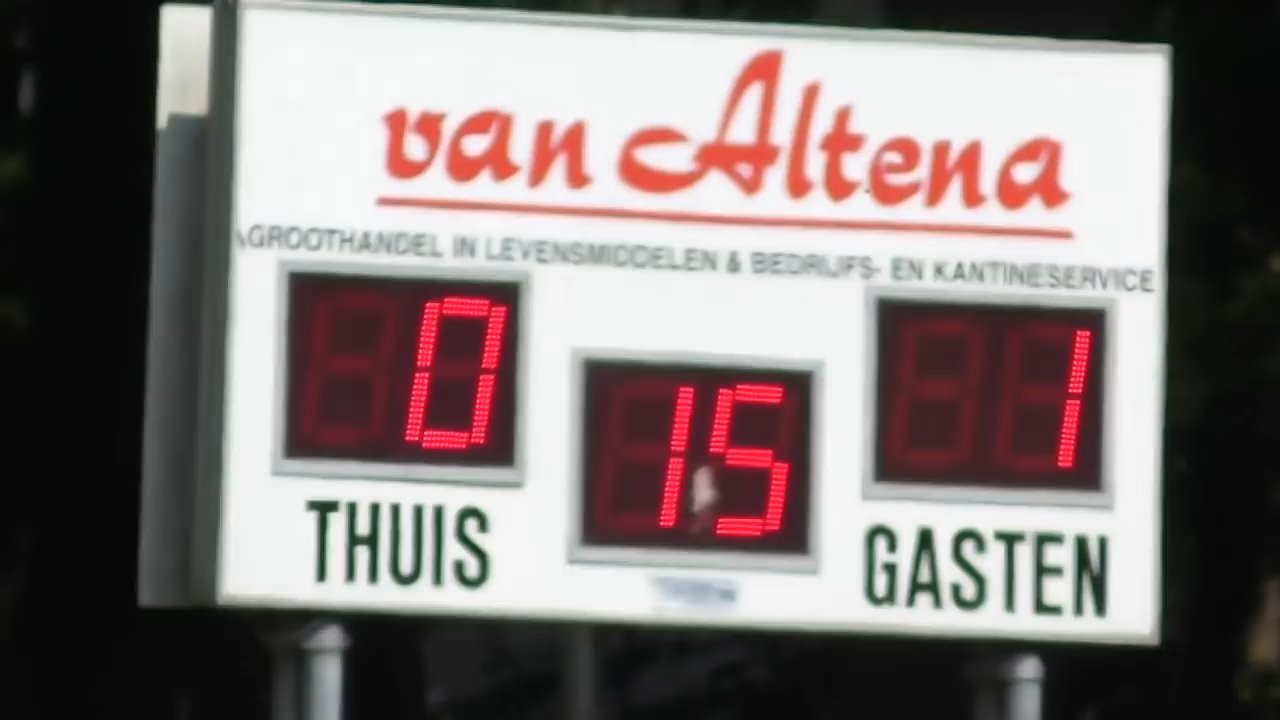 van Altena
GROOTHANDEL IN LEVENSMIDDELEN & BEDRIJFS- EN KANTINESERVICE
0
15
1
THUIS
GASTEN